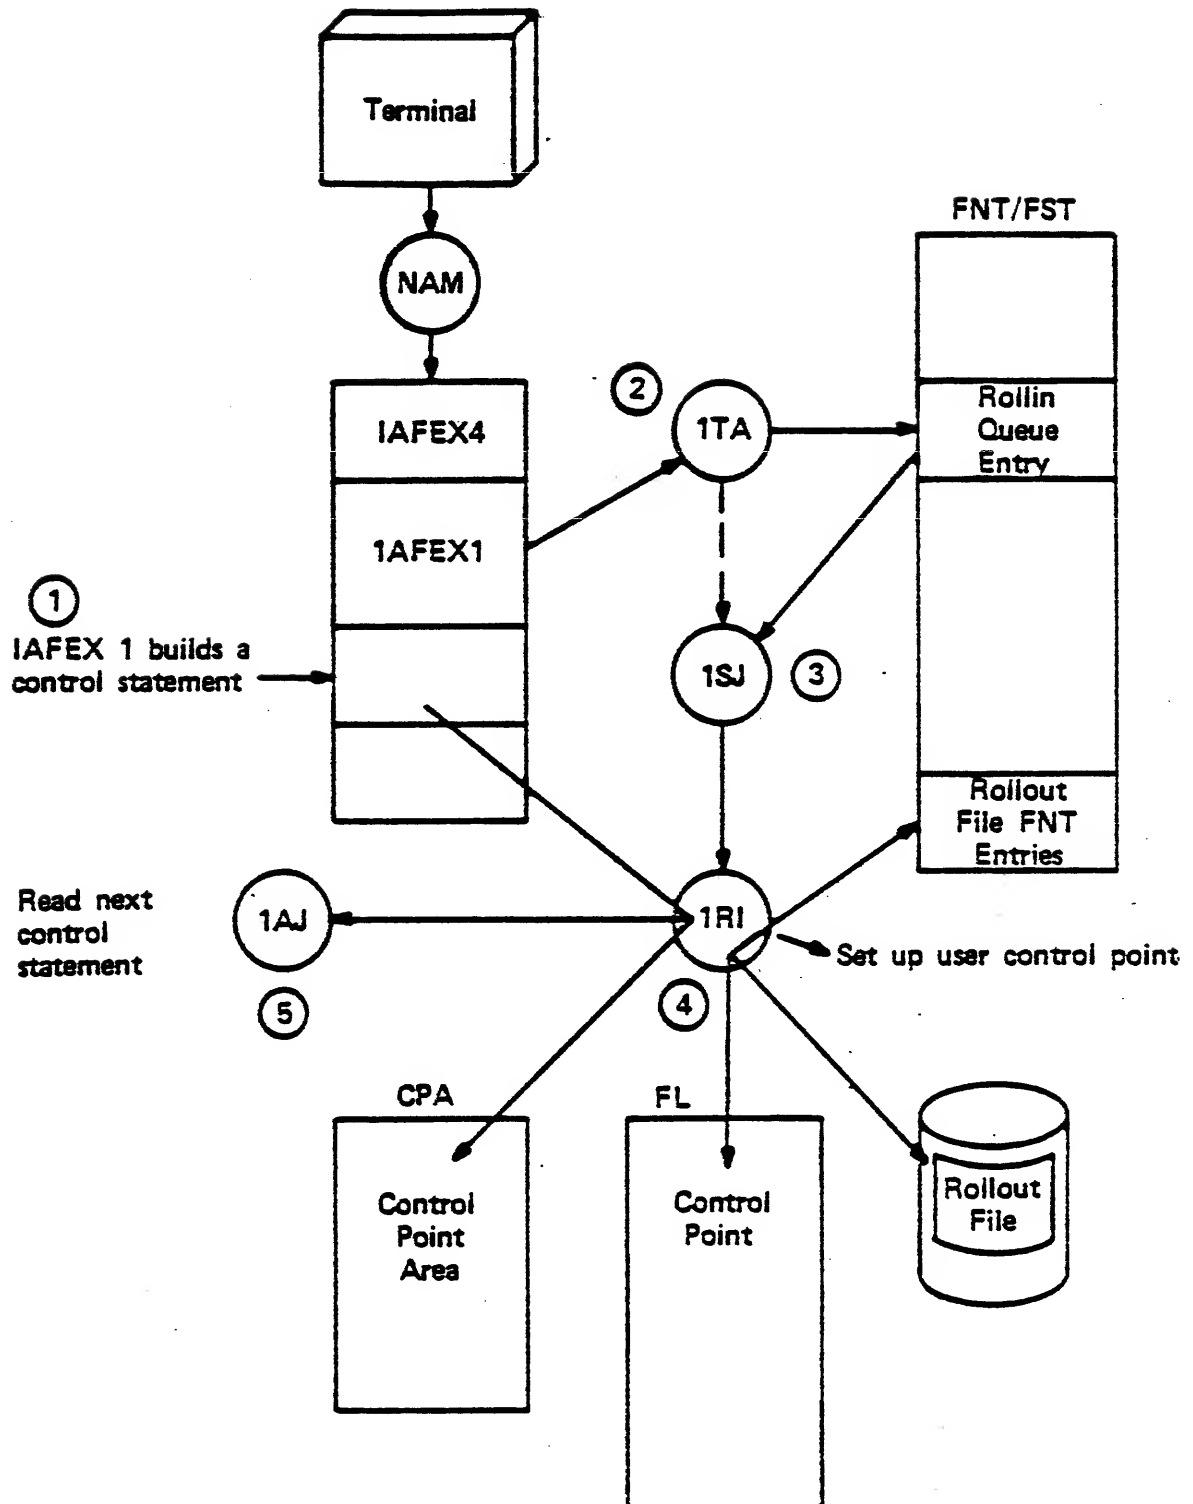 Terminal
NAM
FNT/FST
IAFEX4
2
1TA
Rollin
Queue
Entry
1AFEX1
1
IAFEX 1 builds a
control statement
1SJ
3
Rollout
File FNT
Entries
Read next
control
statement
1AJ
1RI
Set up user control point
5
4
CPA
FL
Control
Point
Area
Control
Point
Rollout
File